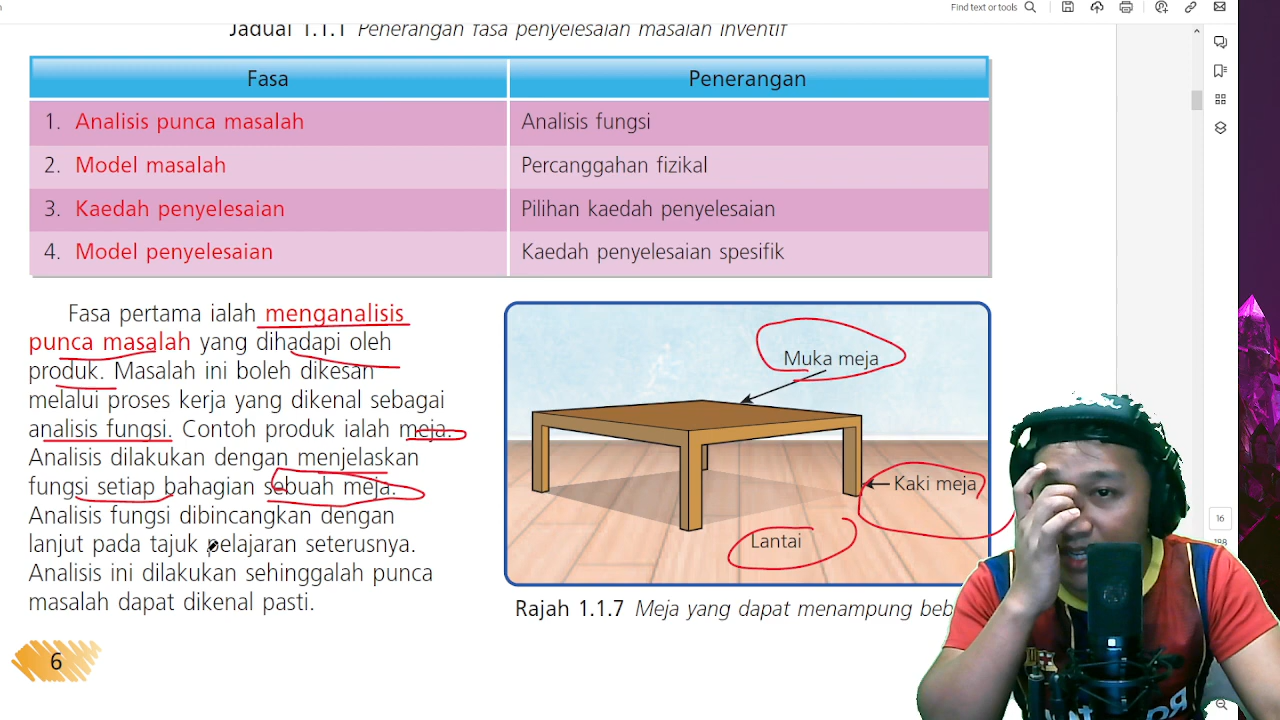 Find text or tools
Jadual 1.1.1 Penerangan fasa penyelesaian masalah inventif
Fasa Penerangan
1. Analisis punca masalah Analisis fungsi
2. Model masalah Percanggahan fizikal
3. Kaedah penyelesaian Pilihan kaedah penyelesaian
4. Model penyelesaian Kaedah penyelesaian spesifik
Fasa pertama ialah menganalisis
punca masalah yang dihadapi oleh
produk. Masalah ini boleh dikesan
melalui proses kerja yang dikenal sebagai
analisis fungsi. Contoh produk ialah meja.
Analisis dilakukan dengan menjelaskan
fungsi setiap bahagian sebuah meja.
Analisis fungsi dibincangkan dengan
lanjut pada tajuk pelajaran seterusnya.
Analisis ini dilakukan sehinggalah punca
masalah dapat dikenal pasti.
Muka meja
Kaki meja
Lantai
Rajah 1.1.7 Meja yang dapat menampung
6
16